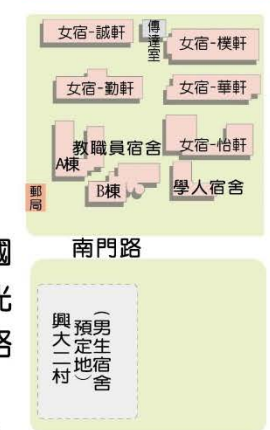 女宿-誠軒
傳達室
女宿-樸軒
女宿-勤軒
女宿-華軒
教職員宿舍
A棟
女宿-怡軒
B棟
學人宿舍
郵局
國光路
南門路
興大二村
(男生宿舍
預定地)